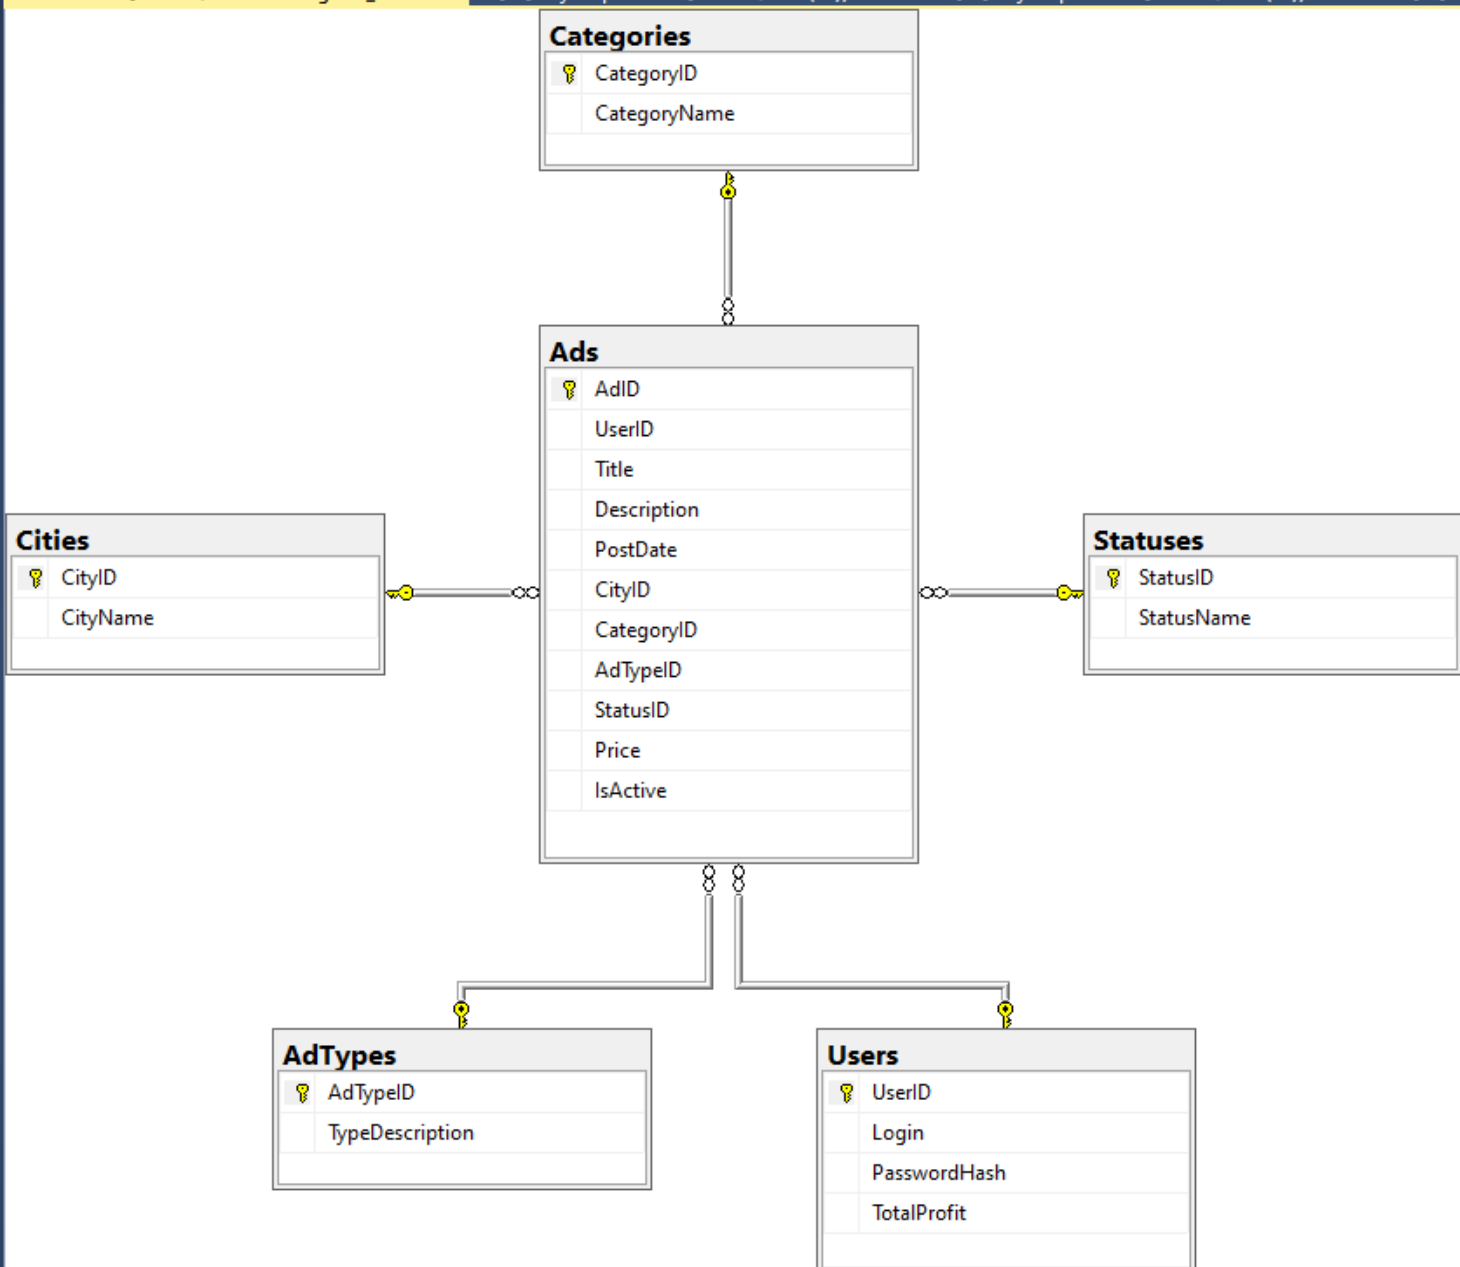 Categories
CategoryID
CategoryName
Ads
AdID
UserID
Title
Description
PostDate
CityID
CategoryID
AdTypeID
StatusID
Price
IsActive
Cities
CityID
CityName
Statuses
StatusID
StatusName
AdTypes
AdTypeID
TypeDescription
Users
UserID
Login
PasswordHash
TotalProfit